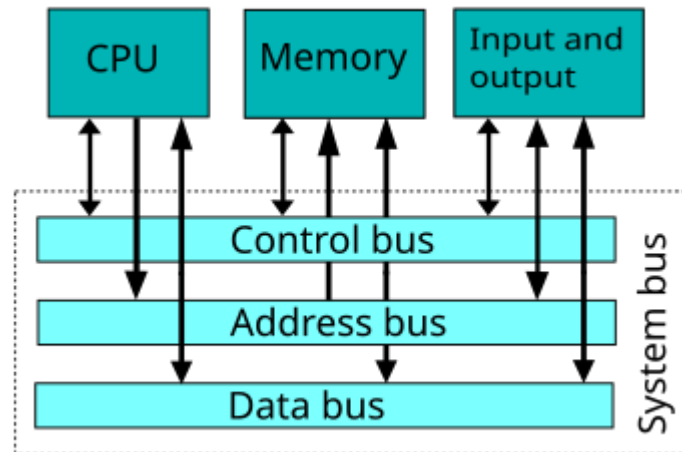 CPU
Memory
Input and
output
Control bus
Address bus
Data bus
System bus